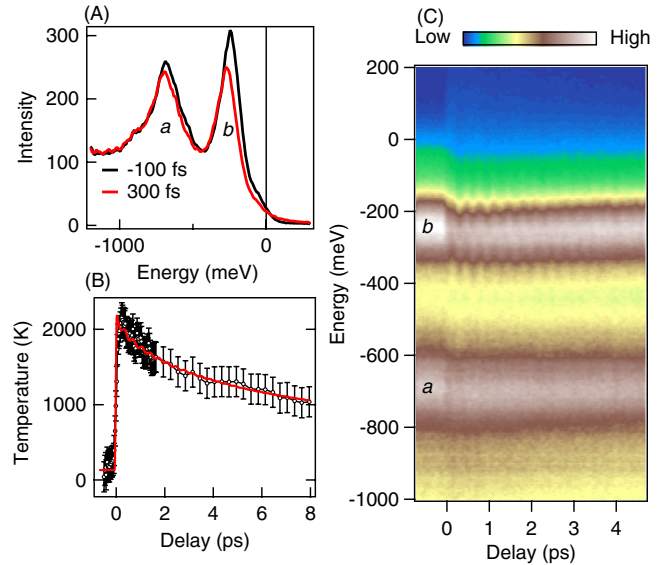 (A)
300
200
100
0
Intensity
a
b
-100 fs
300 fs
-1000
0
Energy (meV)
(B)
2000
1000
0
Temperature (K)
0
2
4
6
8
Delay (ps)
(C)
Low
High
200
0
-200
-400
-600
-800
-1000
Energy (meV)
b
a
0
1
2
3
4
Delay (ps)